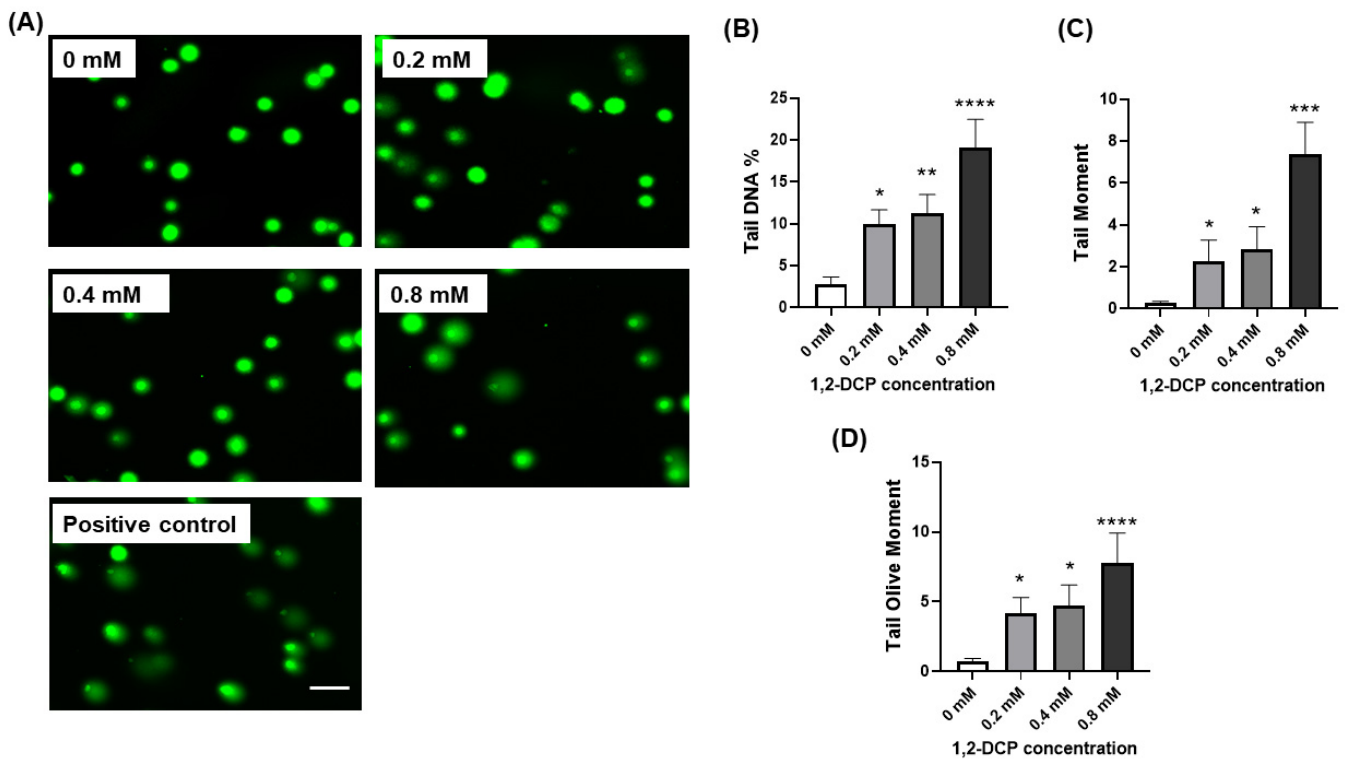 (A)
0 mM
0.2 mM
0.4 mM
0.8 mM
Positive control
(B)
Tail DNA %
25
20
15
10
5
0
*
**
****
0 mM
0.2 mM
0.4 mM
0.8 mM
1,2-DCP concentration
(C)
Tail Moment
10
8
6
4
2
0
*
*
***
0 mM
0.2 mM
0.4 mM
0.8 mM
1,2-DCP concentration
(D)
Tail Olive Moment
15
10
5
0
*
*
****
0 mM
0.2 mM
0.4 mM
0.8 mM
1,2-DCP concentration